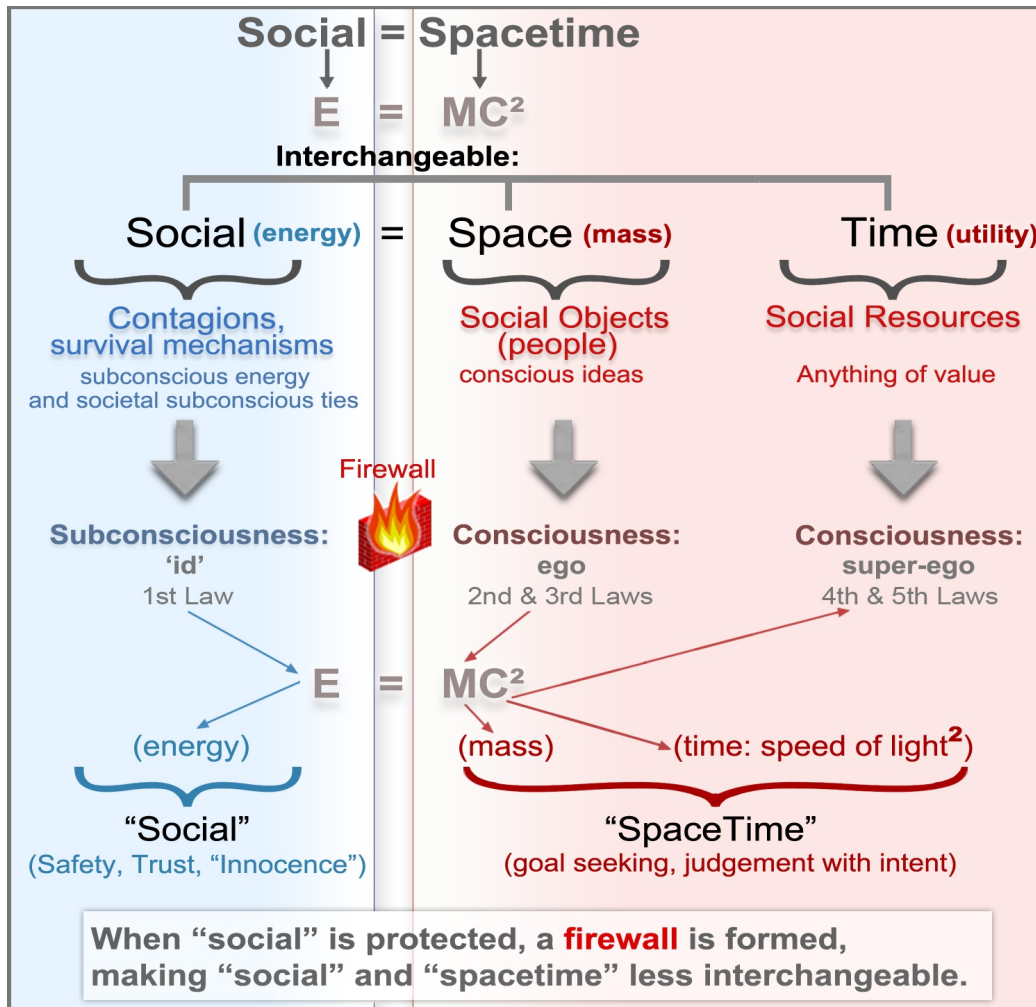 Social = Spacetime
E = MC²
Interchangeable:
Social (energy) = Space (mass) Time (utility)
Contagions,
survival mechanisms
subconscious energy
and societal subconscious ties
Social Objects
(people)
conscious ideas
Social Resources
Anything of value
Firewall
Subconsciousness:
‘id’
1st Law
Consciousness:
ego
2nd & 3rd Laws
Consciousness:
super-ego
4th & 5th Laws
E = MC²
(energy)
(mass)
(time: speed of light²)
“Social”
(Safety, Trust, “Innocence”)
“SpaceTime”
(goal seeking, judgement with intent)
When “social” is protected, a firewall is formed,
making “social” and “spacetime” less interchangeable.